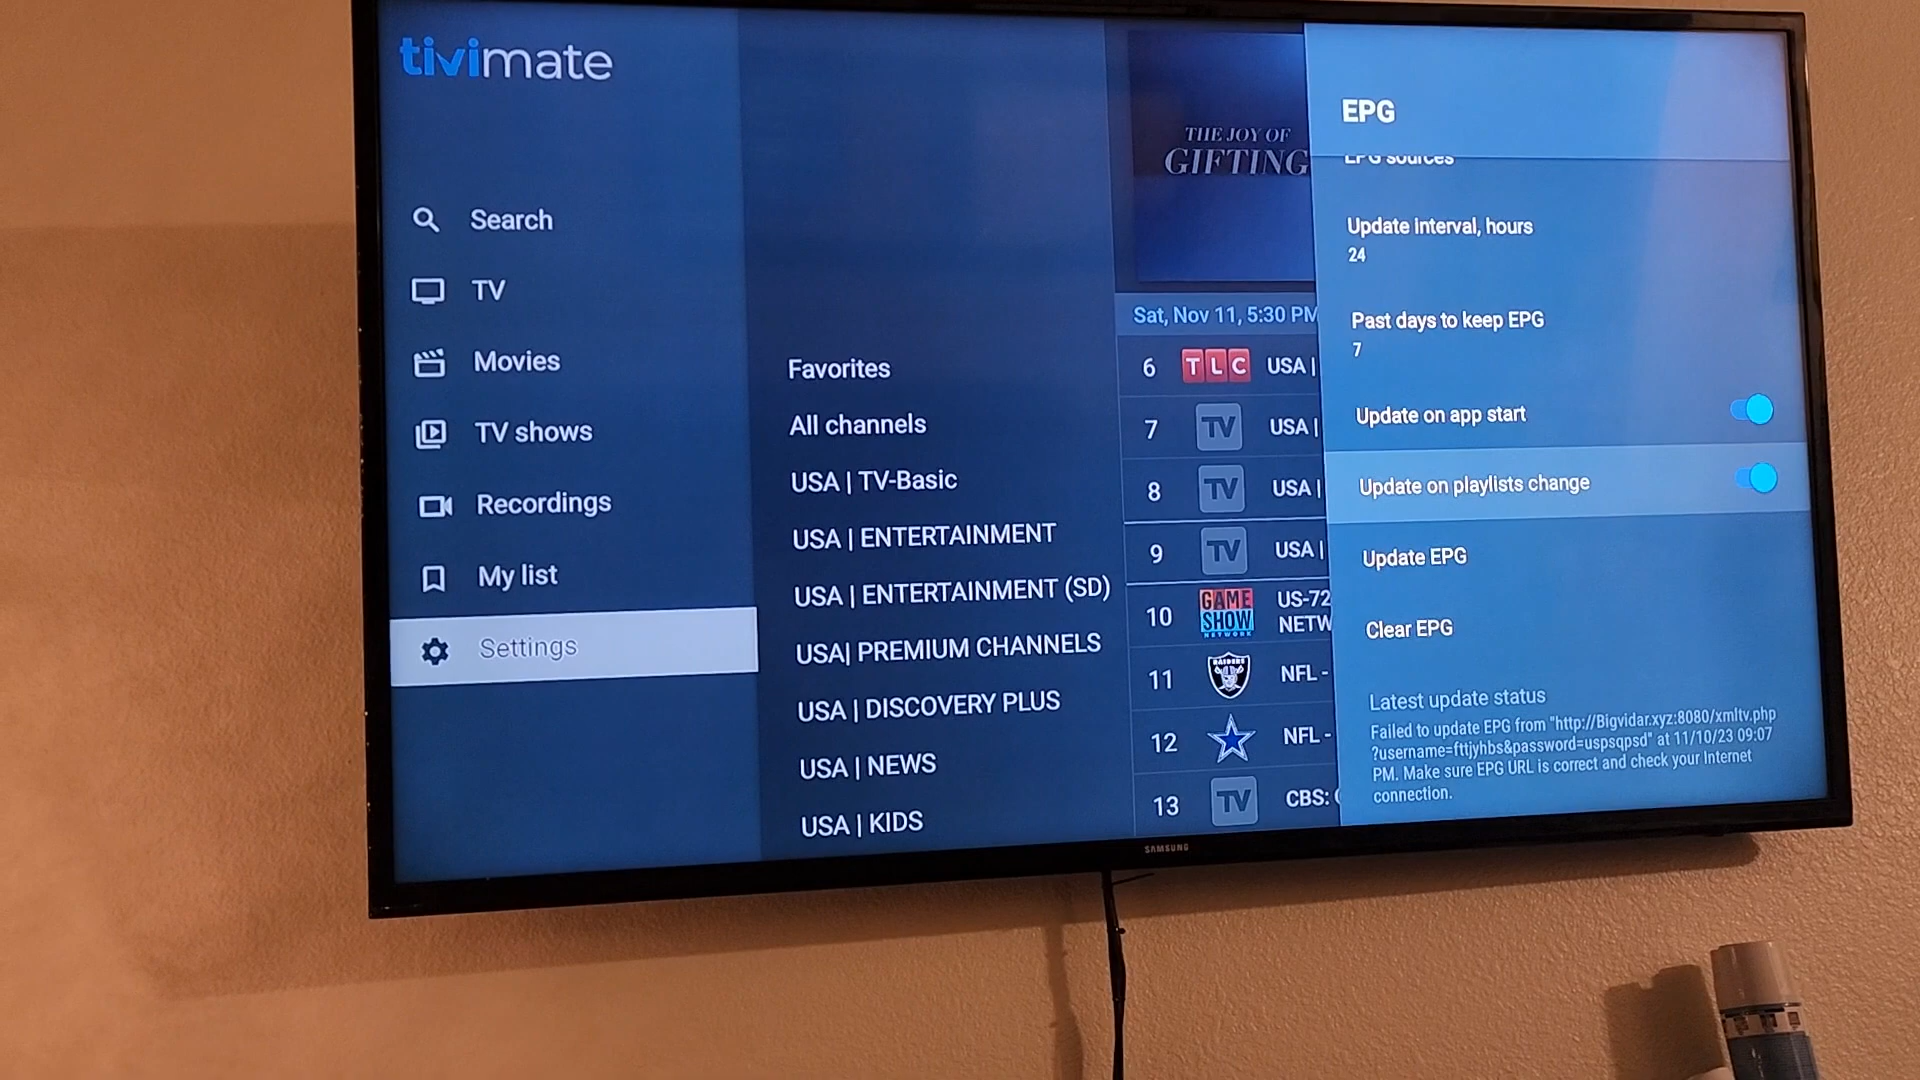 tivimate
Search
TV
Movies
TV shows
Recordings
My list
Settings
Favorites
All channels
USA | TV-Basic
USA | ENTERTAINMENT
USA | ENTERTAINMENT (SD)
USA| PREMIUM CHANNELS
USA | DISCOVERY PLUS
USA | NEWS
USA | KIDS
THE JOY OF
GIFTING
Sat, Nov 11, 5:30 PM
6 TLC USA |
7 TV USA |
8 TV USA |
9 TV USA |
10 GAME SHOW NETWORK US-72
NETW
11 RAIDERS NFL -
12 NFL -
13 TV CBS:
EPG
EPG sources
Update interval, hours
24
Past days to keep EPG
7
Update on app start
Update on playlists change
Update EPG
Clear EPG
Latest update status
Failed to update EPG from "http://Bigvidar.xyz:8080/xmltv.php
?username=fttjyhbs&password=uspsqpsd" at 11/10/23 09:07
PM. Make sure EPG URL is correct and check your Internet
connection.
SAMSUNG